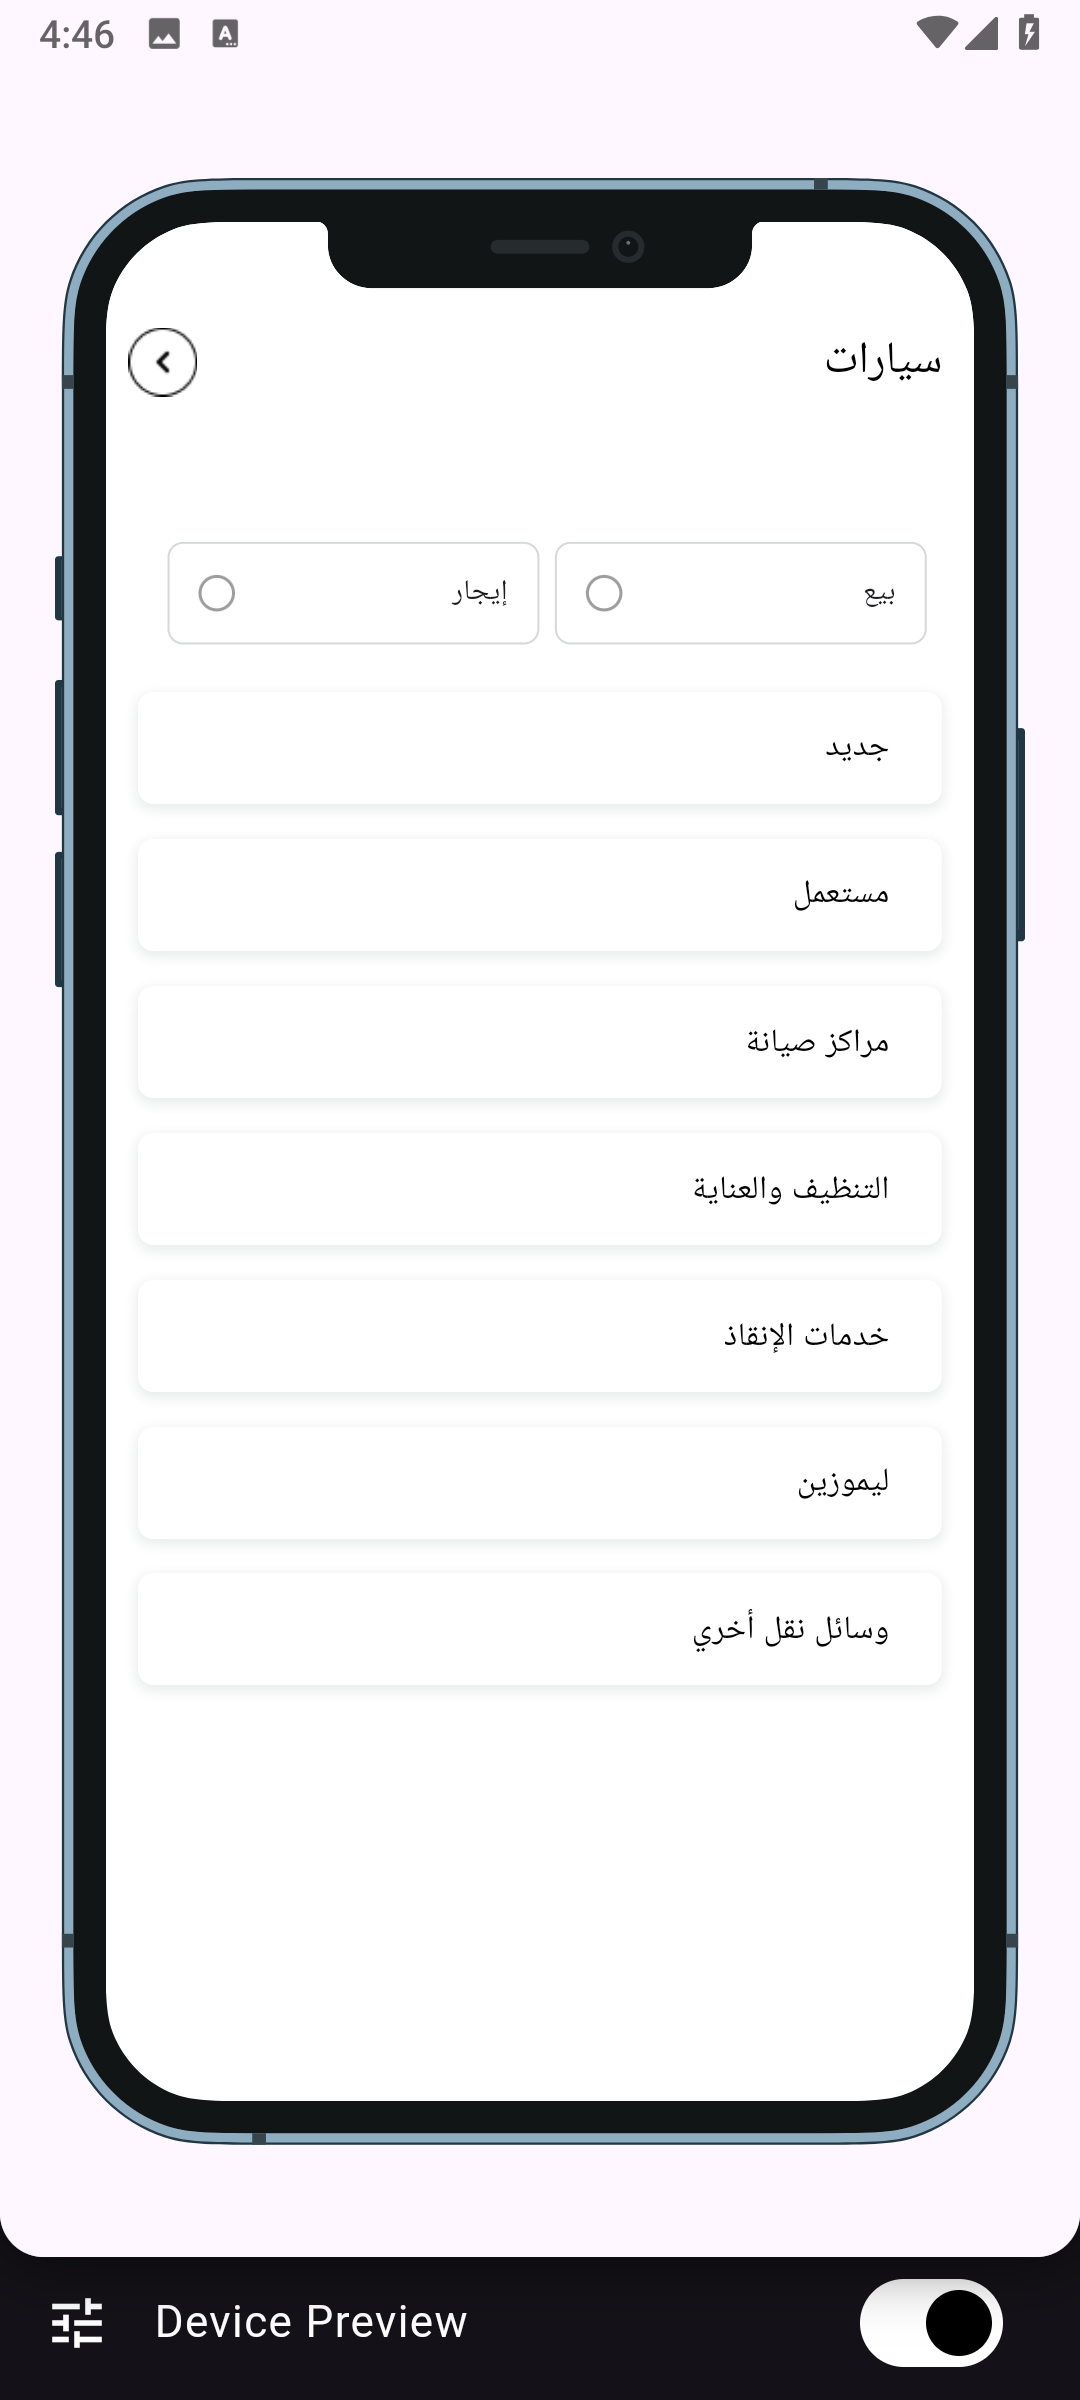 4:46
سيارات
بيع
إيجار
جديد
مستعمل
مراكز صيانة
التنظيف والعناية
خدمات الإنقاذ
ليموزين
وسائل نقل أخري
Device Preview